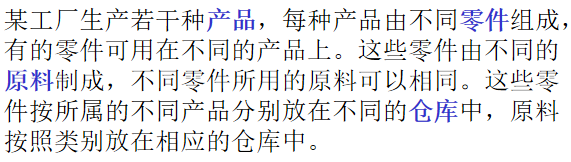 某工厂生产若干种产品，每种产品由不同零件组成，
有的零件可用在不同的产品上。这些零件由不同的
原料制成，不同零件所用的原料可以相同。这些零
件按所属的不同产品分别放在不同的仓库中，原料
按照类别放在相应的仓库中。